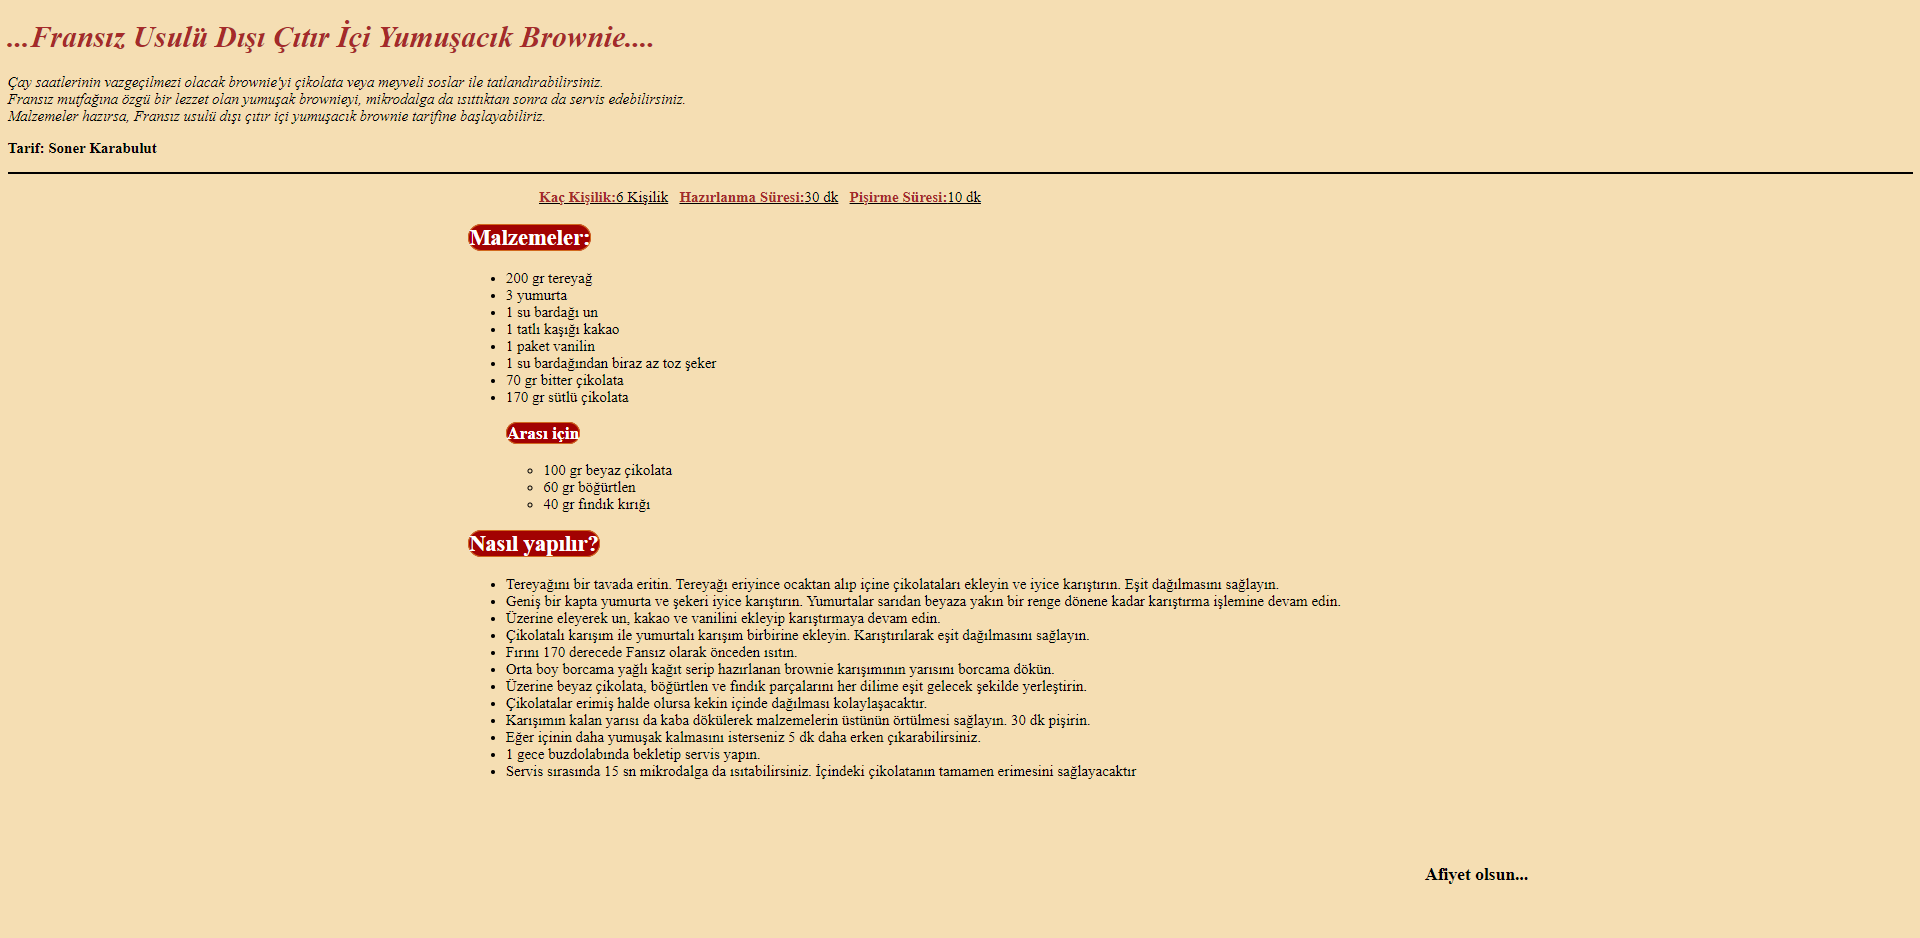 ...Fransız Usulü Dışı Çıtır İçi Yumuşacık Brownie....
Çay saatlerinin vazgeçilmezi olacak brownie'yi çikolata veya meyveli soslar ile tatlandırabilirsiniz.
Fransız mutfağına özgü bir lezzet olan yumuşak brownieyi, mikrodalga da ısıttıktan sonra da servis edebilirsiniz.
Malzemeler hazırsa, Fransız usulü dışı çıtır içi yumuşacık brownie tarifine başlayabiliriz.
Tarif: Soner Karabulut
Kaç Kişilik:6 Kişilik Hazırlanma Süresi:30 dk Pişirme Süresi:10 dk
Malzemeler:
200 gr tereyağ
3 yumurta
1 su bardağı un
1 tatlı kaşığı kakao
1 paket vanilin
1 su bardağından biraz az toz şeker
70 gr bitter çikolata
170 gr sütlü çikolata
Arası için
100 gr beyaz çikolata
60 gr böğürtlen
40 gr fındık kırığı
Nasıl yapılır?
Tereyağını bir tavada eritin. Tereyağı eriyince ocaktan alıp içine çikolataları ekleyin ve iyice karıştırın. Eşit dağılmasını sağlayın.
Geniş bir kapta yumurta ve şekeri iyice karıştırın. Yumurtalar sarıdan beyaza yakın bir renge dönene kadar karıştırma işlemine devam edin.
Üzerine eleyerek un, kakao ve vanilini ekleyip karıştırmaya devam edin.
Çikolatalı karışım ile yumurtalı karışım birbirine ekleyin. Karıştırılarak eşit dağılmasını sağlayın.
Fırını 170 derecede Fansız olarak önceden ısıtın.
Orta boy borcama yağlı kağıt serip hazırlanan brownie karışımının yarısını borcama dökün.
Üzerine beyaz çikolata, böğürtlen ve fındık parçalarını her dilime eşit gelecek şekilde yerleştirin.
Çikolatalar erimiş halde olursa kekin içinde dağılması kolaylaşacaktır.
Karışımın kalan yarısı da kaba dökülerek malzemelerin üstünün örtülmesi sağlayın. 30 dk pişirin.
Eğer içinin daha yumuşak kalmasını isterseniz 5 dk daha erken çıkarabilirsiniz.
1 gece buzdolabında bekletip servis yapın.
Servis sırasında 15 sn mikrodalga da ısıtabilirsiniz. İçindeki çikolatanın tamamen erimesini sağlayacaktır
Afiyet olsun...